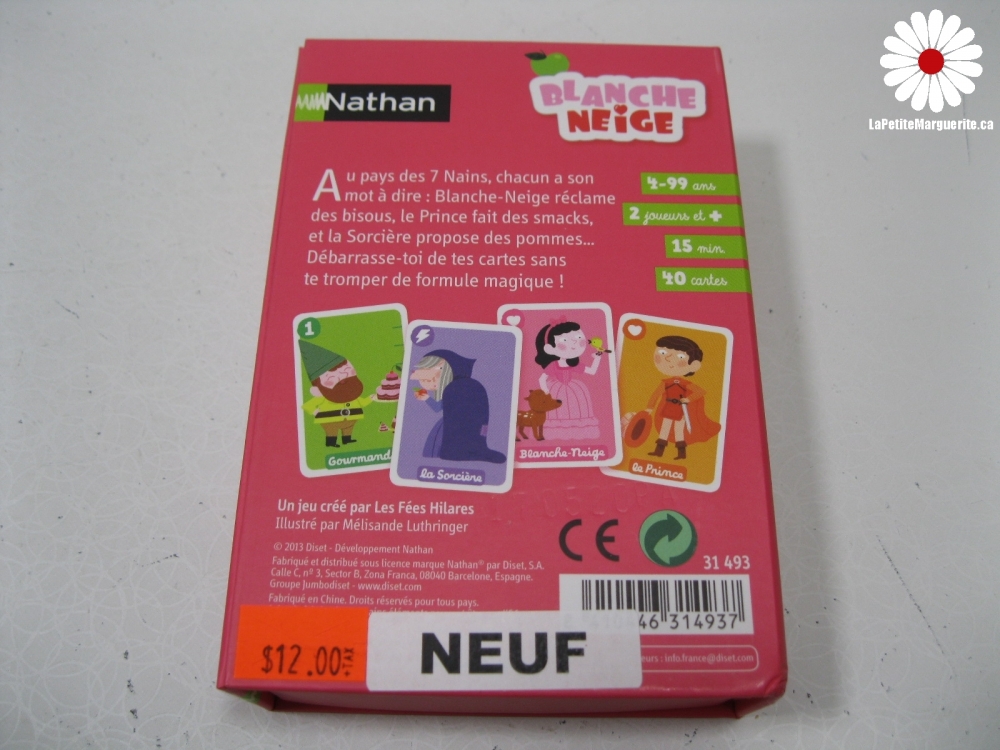 LaPetiteMarguerite.ca
Nathan
BLANCHE
NEIGE
Au pays des 7 Nains, chacun a son
mot à dire : Blanche-Neige réclame
des bisous, le Prince fait des smacks,
et la Sorcière propose des pommes...
Débarrasse-toi de tes cartes sans
te tromper de formule magique !
4-99 ans
2 joueurs et +
15 min.
40 cartes
1
Gourmand
la Sorcière
Blanche-Neige
le Prince
Un jeu créé par Les Fées Hilares
Illustré par Mélisande Luthringer
© 2013 Diset - Développement Nathan
Fabriqué et distribué sous licence marque Nathan® par Diset, S.A.
Calle C, nº 3, Sector B, Zona Franca, 08040 Barcelone, Espagne.
Groupe Jumbodiset - www.diset.com
Fabriqué en Chine. Droits réservés pour tous pays.
CE
31 493
46 314937
: info.france@diset.com
$12.00+TAX
NEUF